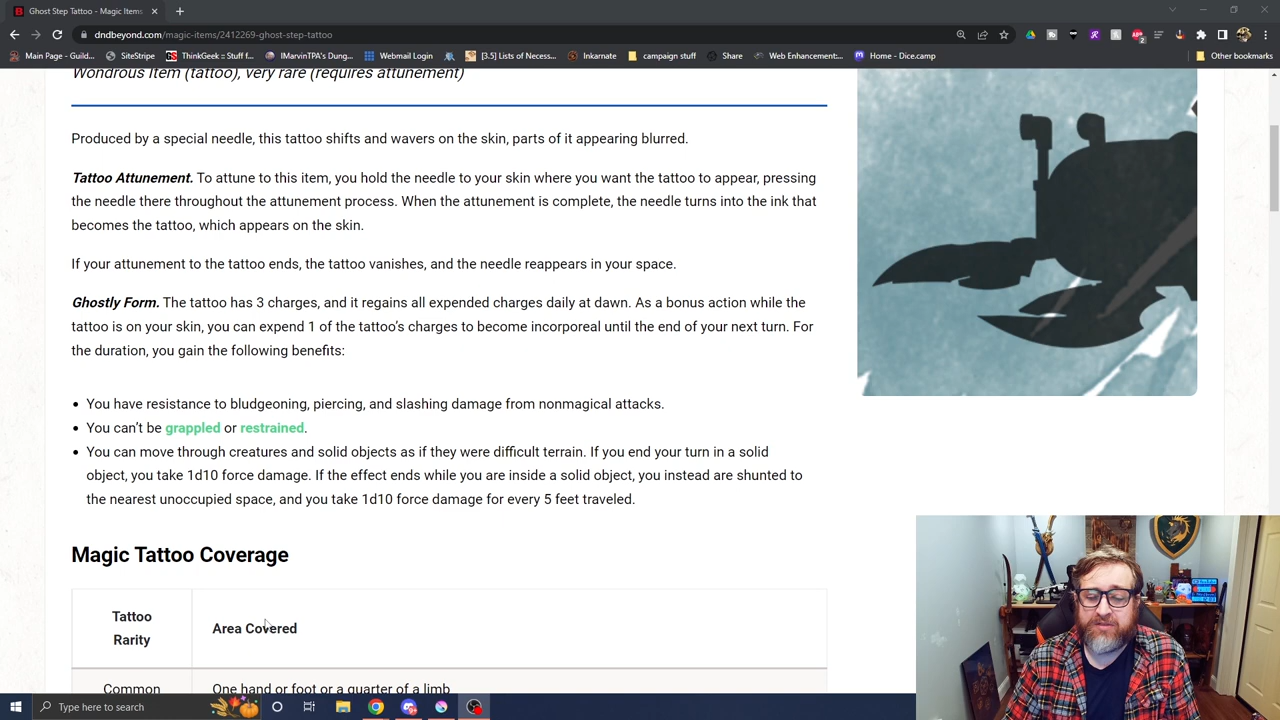 Ghost Step Tattoo - Magic Items
dndbeyond.com/magic-items/2412269-ghost-step-tattoo
Main Page - Guild...
SiteStripe
ThinkGeek :: Stuff f...
IMarvinTPA's Dung...
Webmail Login
[3.5] Lists of Necess...
Inkarnate
campaign stuff
Share
Web Enhancement:...
Home - Dice.camp
Other bookmarks
Wondrous Item (tattoo), very rare (requires attunement)
Produced by a special needle, this tattoo shifts and wavers on the skin, parts of it appearing blurred.
Tattoo Attunement. To attune to this item, you hold the needle to your skin where you want the tattoo to appear, pressing
the needle there throughout the attunement process. When the attunement is complete, the needle turns into the ink that
becomes the tattoo, which appears on the skin.
If your attunement to the tattoo ends, the tattoo vanishes, and the needle reappears in your space.
Ghostly Form. The tattoo has 3 charges, and it regains all expended charges daily at dawn. As a bonus action while the
tattoo is on your skin, you can expend 1 of the tattoo’s charges to become incorporeal until the end of your next turn. For
the duration, you gain the following benefits:
• You have resistance to bludgeoning, piercing, and slashing damage from nonmagical attacks.
• You can’t be grappled or restrained.
• You can move through creatures and solid objects as if they were difficult terrain. If you end your turn in a solid
object, you take 1d10 force damage. If the effect ends while you are inside a solid object, you instead are shunted to
the nearest unoccupied space, and you take 1d10 force damage for every 5 feet traveled.
Magic Tattoo Coverage
Tattoo
Rarity
Area Covered
Common
One hand or foot or a quarter of a limb
Type here to search